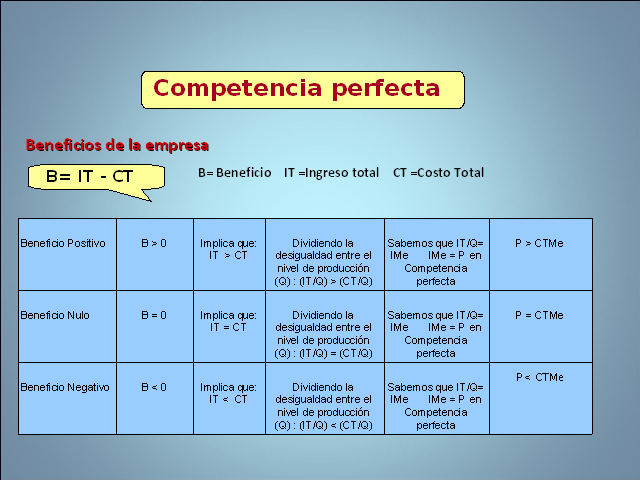 Competencia perfecta
Beneficios de la empresa
B= IT - CT
B= Beneficio IT =Ingreso total CT =Costo Total
Beneficio Positivo
B > 0
Implica que:
IT > CT
Dividiendo la
desigualdad entre el
nivel de producción
(Q) : (IT/Q) > (CT/Q)
Sabemos que IT/Q=
IMe IMe = P en
Competencia
perfecta
P > CTMe
Beneficio Nulo
B = 0
Implica que:
IT = CT
Dividiendo la
desigualdad entre el
nivel de producción
(Q) : (IT/Q) = (CT/Q)
Sabemos que IT/Q=
IMe IMe = P en
Competencia
perfecta
P = CTMe
Beneficio Negativo
B < 0
Implica que:
IT < CT
Dividiendo la
desigualdad entre el
nivel de producción
(Q) : (IT/Q) < (CT/Q)
Sabemos que IT/Q=
IMe IMe = P en
Competencia
perfecta
P < CTMe